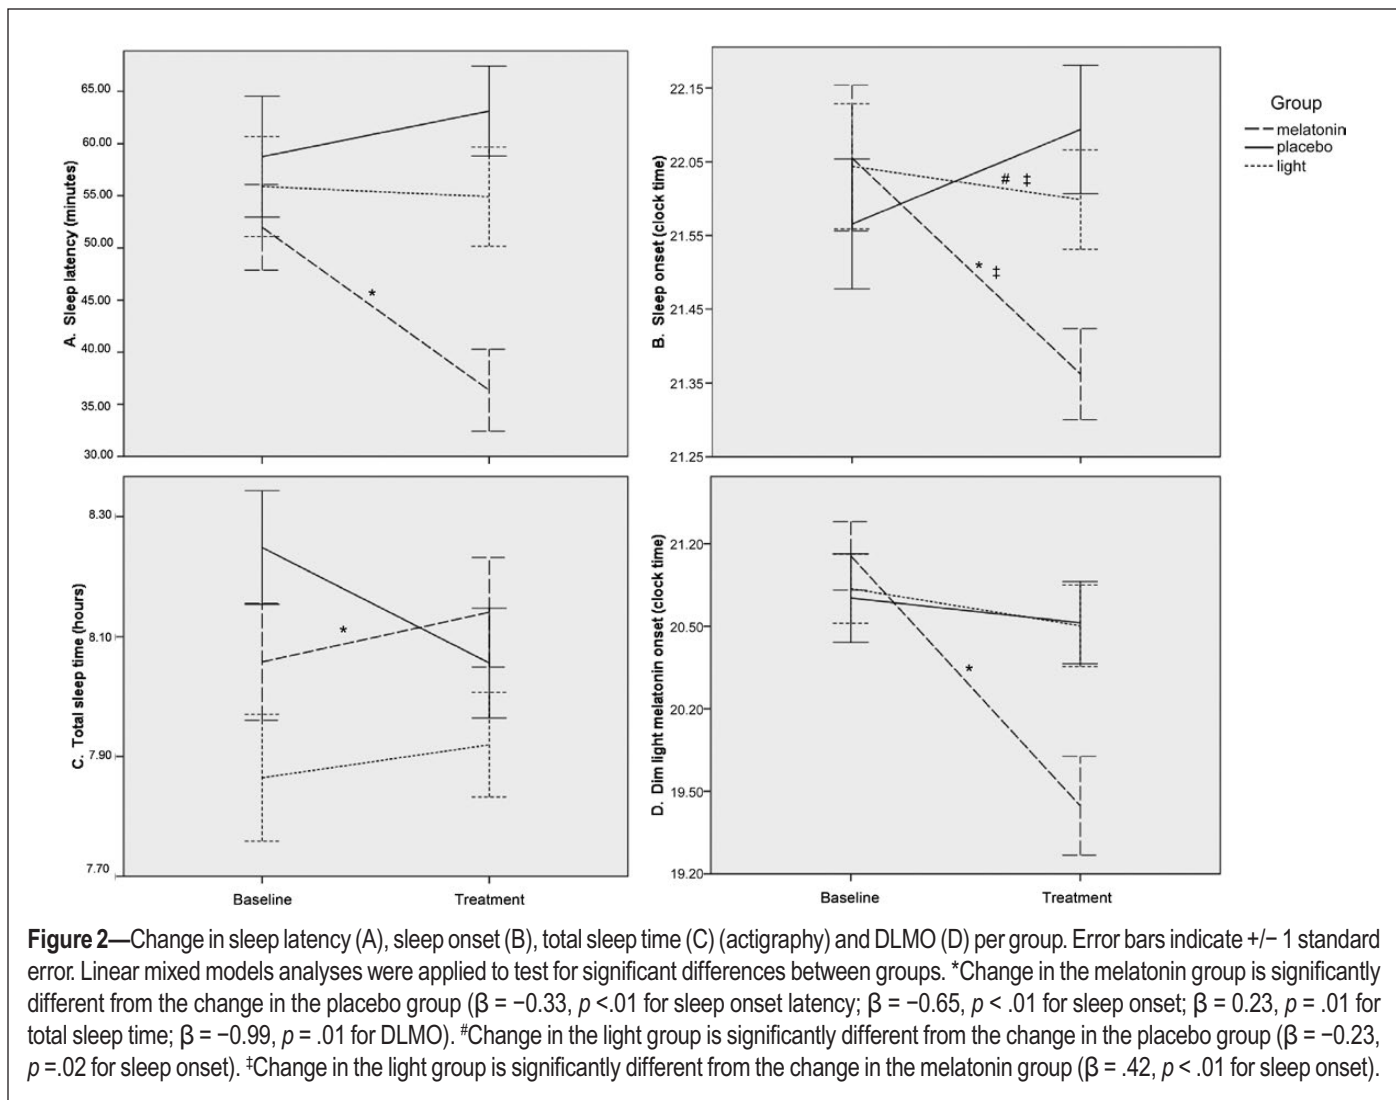 A. Sleep latency (minutes)
65.00
60.00
55.00
50.00
45.00
40.00
35.00
30.00
*
B. Sleep onset (clock time)
22.15
22.05
21.55
21.45
21.35
21.25
# ‡
* ‡
Group
melatonin
placebo
light
C. Total sleep time (hours)
8.30
8.10
7.90
7.70
*
Baseline
Treatment
D. Dim light melatonin onset (clock time)
21.20
20.50
20.20
19.50
19.20
*
Baseline
Treatment
Figure 2—Change in sleep latency (A), sleep onset (B), total sleep time (C) (actigraphy) and DLMO (D) per group. Error bars indicate +/− 1 standard
error. Linear mixed models analyses were applied to test for significant differences between groups. *Change in the melatonin group is significantly
different from the change in the placebo group (β = −0.33, p <.01 for sleep onset latency; β = −0.65, p < .01 for sleep onset; β = 0.23, p = .01 for
total sleep time; β = −0.99, p = .01 for DLMO). #Change in the light group is significantly different from the change in the placebo group (β = −0.23,
p =.02 for sleep onset). ‡Change in the light group is significantly different from the change in the melatonin group (β = .42, p < .01 for sleep onset).